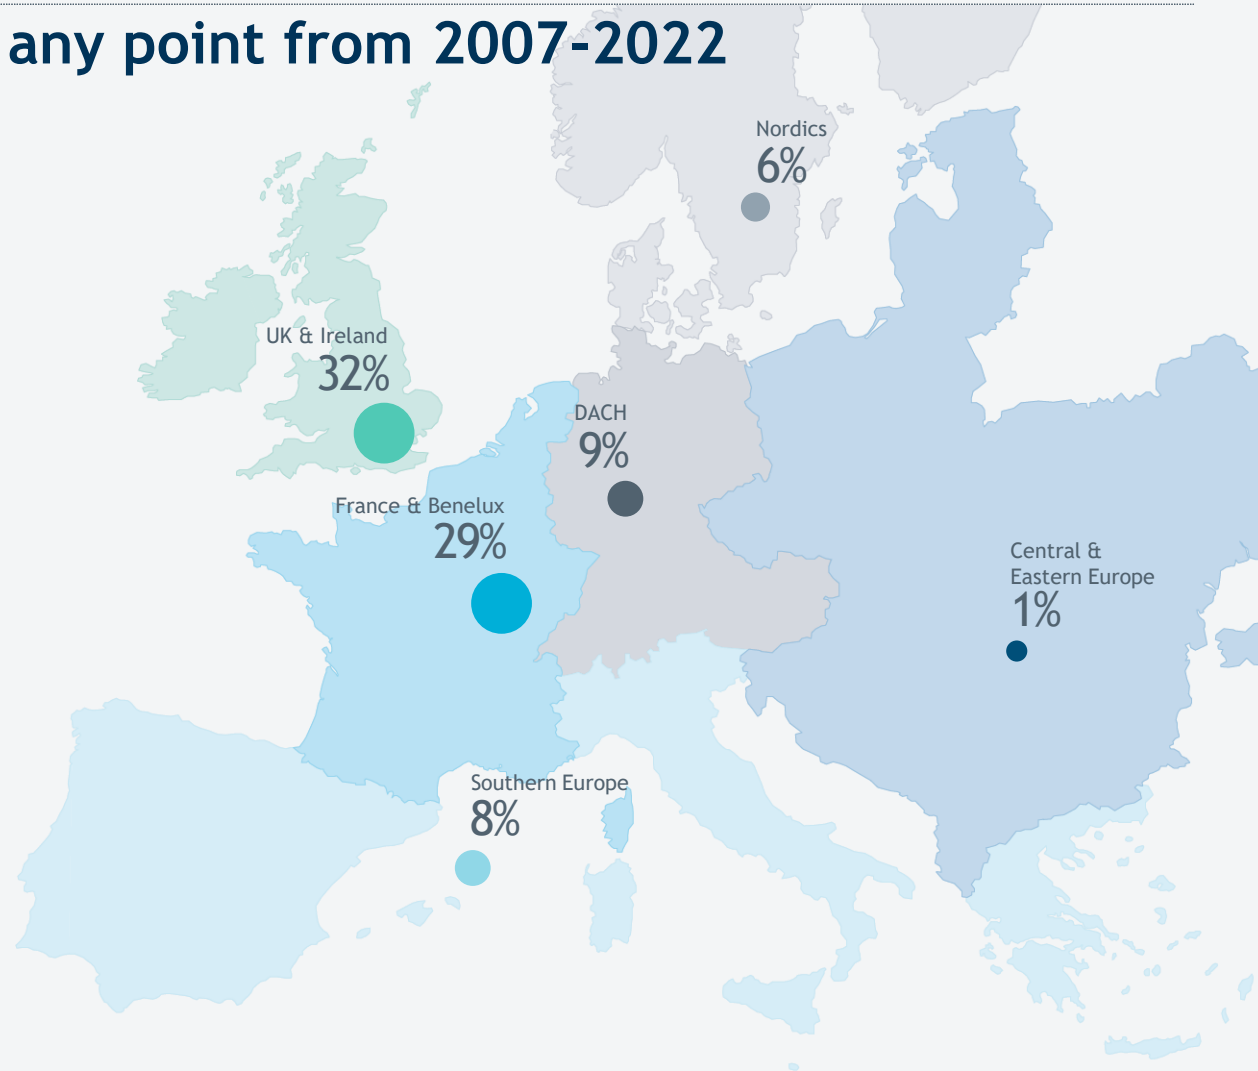 any point from 2007-2022
Nordics
6%
UK & Ireland
32%
DACH
9%
France & Benelux
29%
Central &
Eastern Europe
1%
Southern Europe
8%